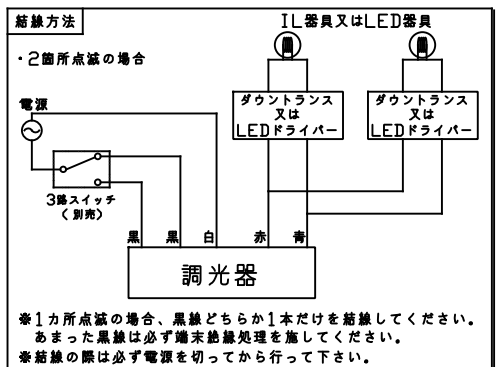 結線方法
IL器具又はLED器具
・2箇所点滅の場合
電源
ダウントランス
又は
LEDドライバー
ダウントランス
又は
LEDドライバー
3路スイッチ
(別売)
黒 黒 白 赤 青
調光器
※1カ所点滅の場合、黒線どちらか1本だけを結線してください。
あまった黒線は必ず端末絶縁処理を施してください。
※結線の際は必ず電源を切ってから行って下さい。